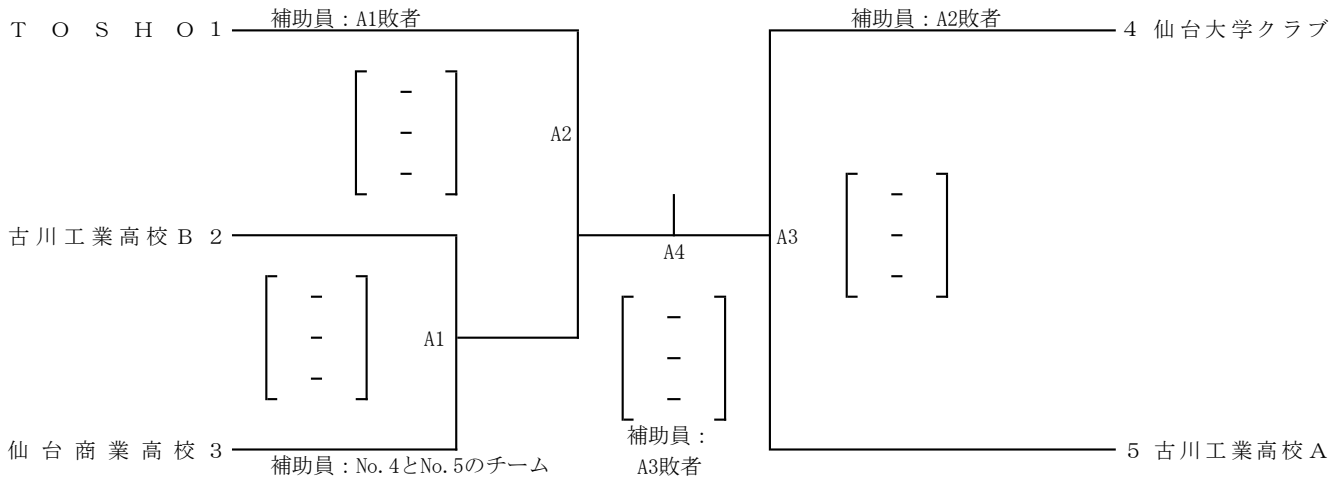 補助員：A1敗者
補助員：A2敗者
ＴＯＳＨＯ 1
4 仙台大学クラブ
－
－
－
A2
－
－
－
古川工業高校Ｂ 2
A4
A3
－
－
－
A1
－
－
－
仙台商業高校 3
補助員：No.4とNo.5のチーム
補助員：
A3敗者
5 古川工業高校Ａ